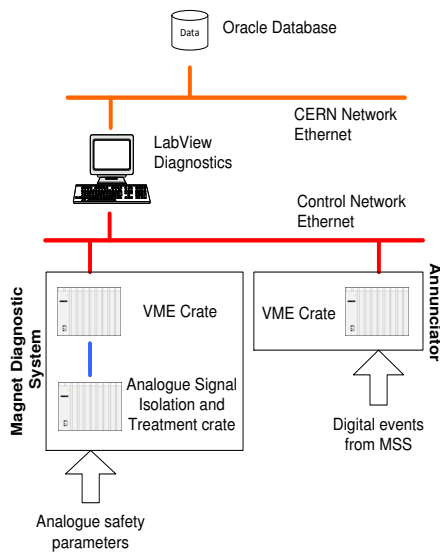 Data
Oracle Database
CERN Network
Ethernet
LabView
Diagnostics
Control Network
Ethernet
Magnet Diagnostic
System
VME Crate
Analogue Signal
Isolation and
Treatment crate
VME Crate
Annunciator
Digital events
from MSS
Analogue safety
parameters